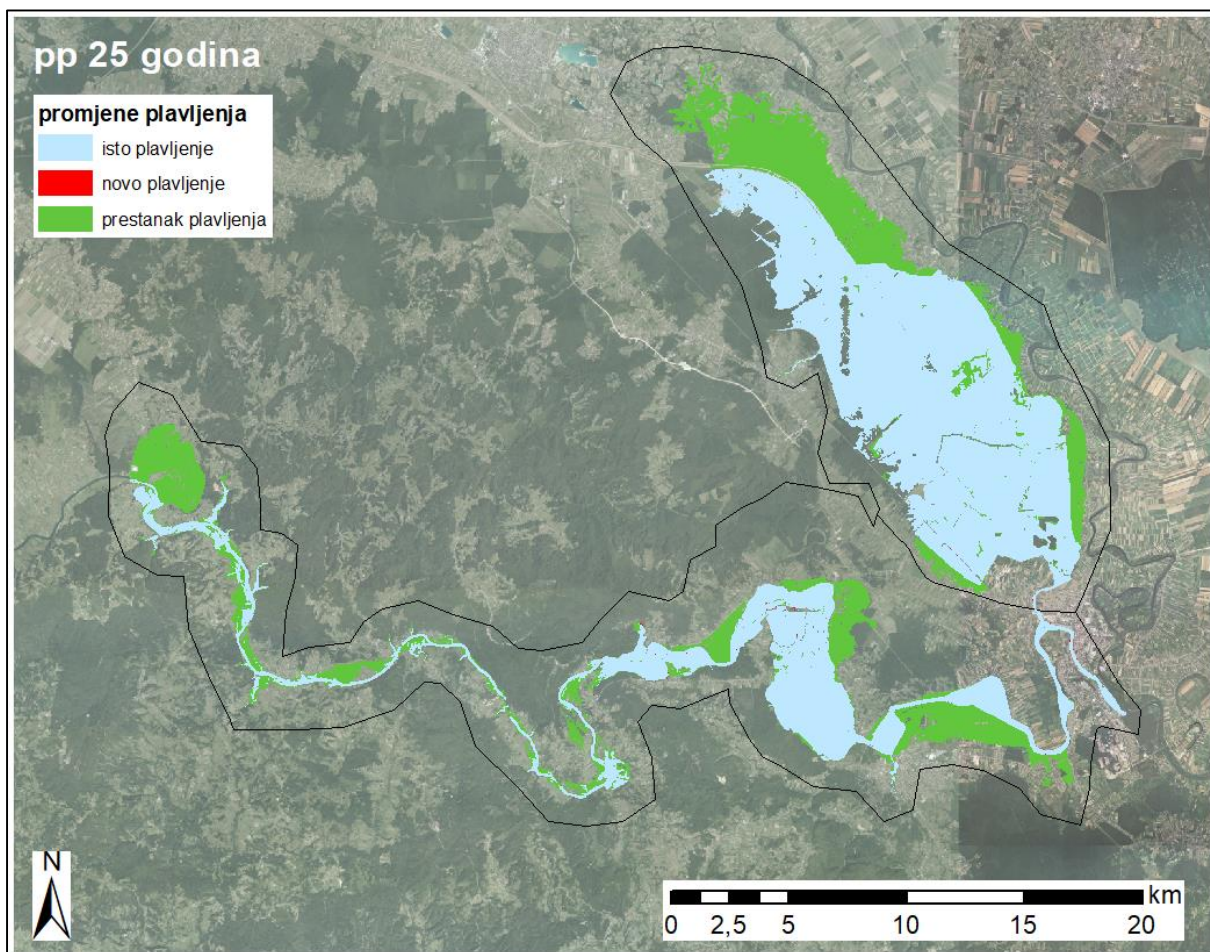 pp 25 godina
promjene plavljenja
isto plavljenje
novo plavljenje
prestanak plavljenja
N
km
0 2,5 5 10 15 20